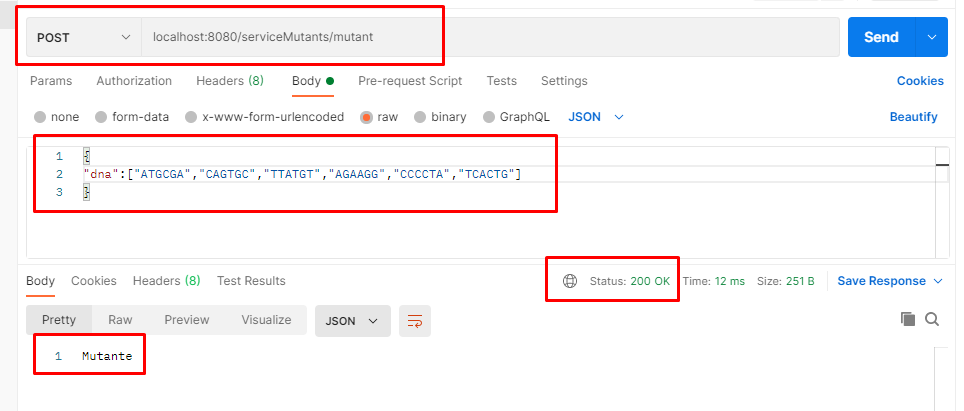 POST localhost:8080/serviceMutants/mutant Send
Params Authorization Headers (8) Body Pre-request Script Tests Settings Cookies
none form-data x-www-form-urlencoded raw binary GraphQL JSON Beautify
1 {
2 "dna":["ATGCGA","CAGTGC","TTATGT","AGAAGG","CCCCTA","TCACTG"]
3 }
Body Cookies Headers (8) Test Results Status: 200 OK Time: 12 ms Size: 251 B Save Response
Pretty Raw Preview Visualize JSON
1 Mutante